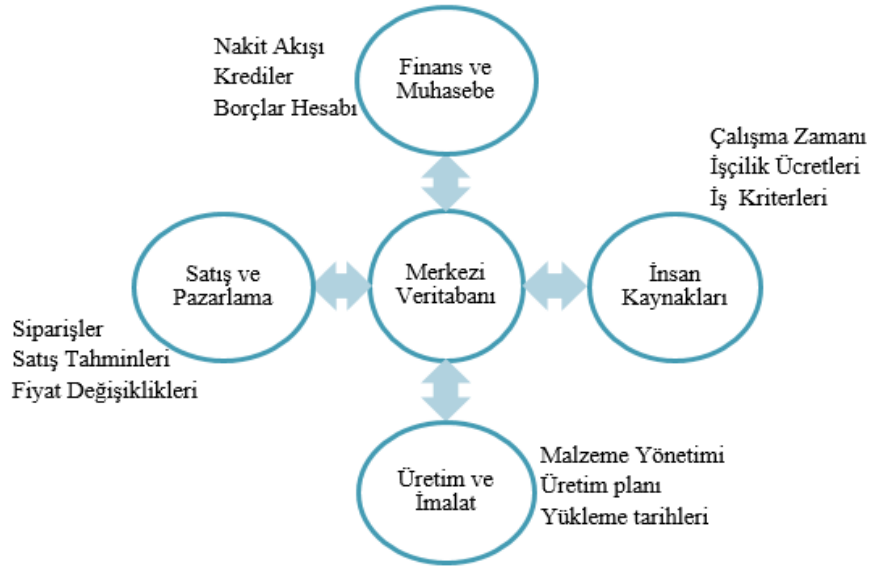 Nakit Akışı
Krediler
Borçlar Hesabı
Finans ve
Muhasebe
Çalışma Zamanı
İşçilik Ücretleri
İş Kriterleri
Satış ve
Pazarlama
Merkezi
Veritabanı
İnsan
Kaynakları
Siparişler
Satış Tahminleri
Fiyat Değişiklikleri
Üretim ve
İmalat
Malzeme Yönetimi
Üretim planı
Yükleme tarihleri